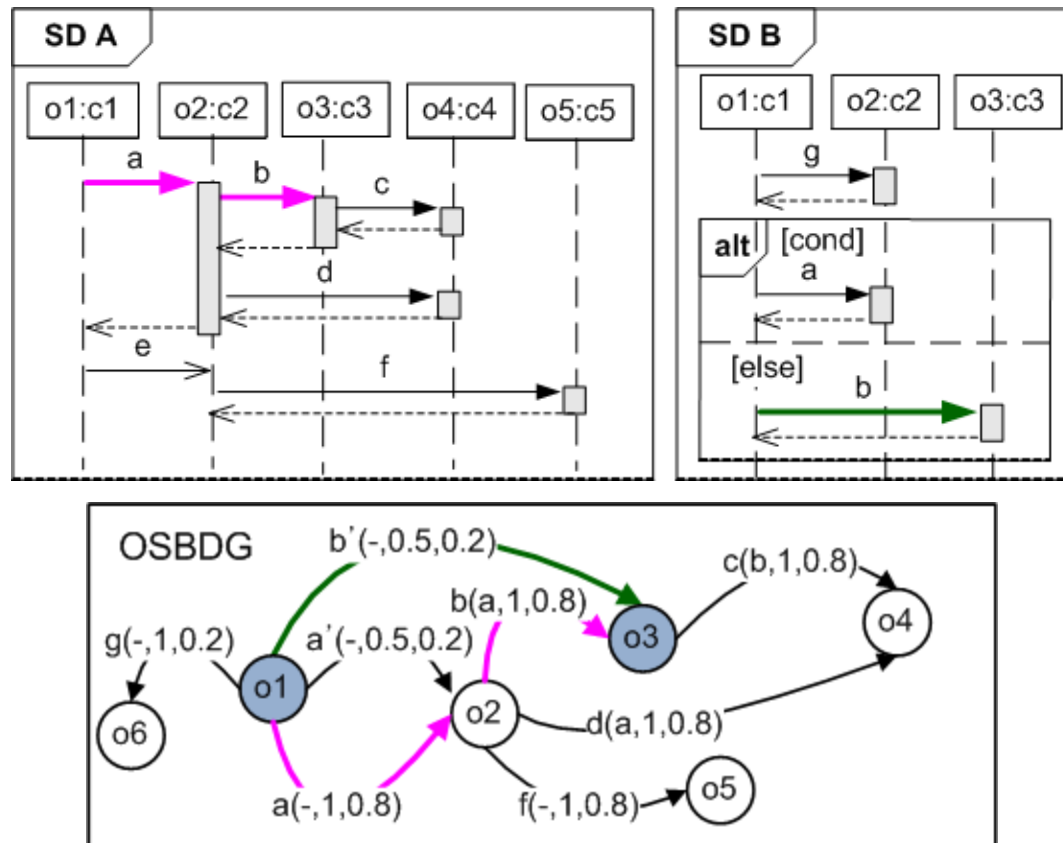 SD A
o1:c1 o2:c2 o3:c3 o4:c4 o5:c5
a
b
c
d
e
f
SD B
o1:c1 o2:c2 o3:c3
g
alt [cond]
a
[else]
b
OSBDG
b’(-,0.5,0.2)
c(b,1,0.8)
b(a,1,0.8)
g(-,1,0.2)
a’(-,0.5,0.2)
o3
o4
o1
o2
o6
d(a,1,0.8)
o5
a(-,1,0.8)
f(-,1,0.8)